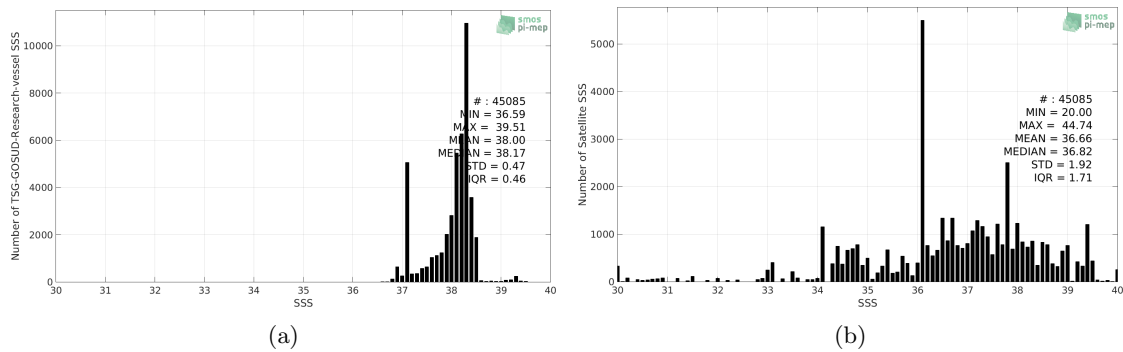 smos
pi-mep
Number of TSG-GOSUD-Research-vessel SSS
10000
8000
6000
4000
2000
0
# : 45085
MIN = 36.59
MAX = 39.51
MEAN = 38.00
MEDIAN = 38.17
STD = 0.47
IQR = 0.46
30 31 32 33 34 35 36 37 38 39 40
SSS
(a)
smos
pi-mep
Number of Satellite SSS
5000
4000
3000
2000
1000
0
# : 45085
MIN = 20.00
MAX = 44.74
MEAN = 36.66
MEDIAN = 36.82
STD = 1.92
IQR = 1.71
30 31 32 33 34 35 36 37 38 39 40
SSS
(b)